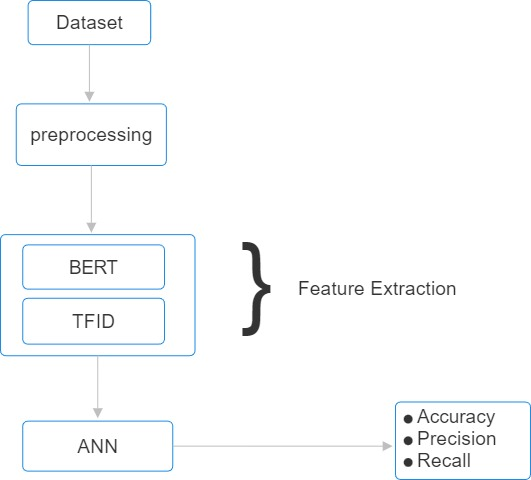 Dataset
preprocessing
BERT
TFID
} Feature Extraction
ANN
● Accuracy
● Precision
● Recall